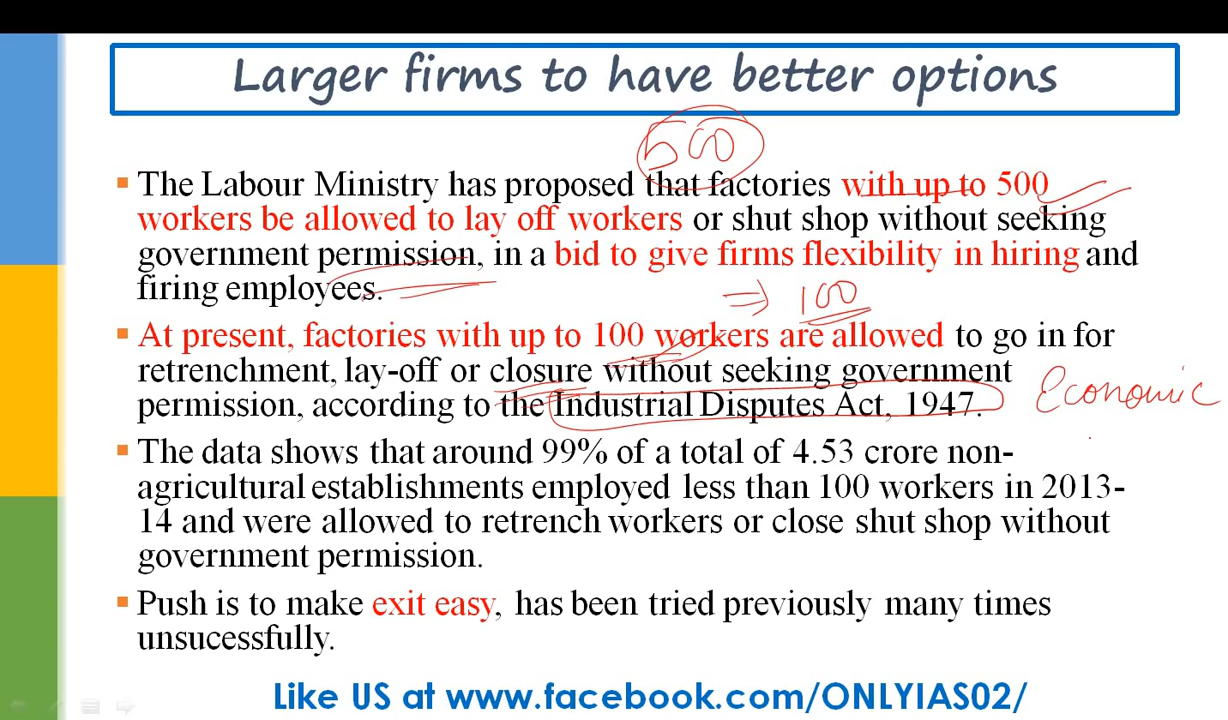 Larger firms to have better options
500
The Labour Ministry has proposed that factories with up to 500
workers be allowed to lay off workers or shut shop without seeking
government permission, in a bid to give firms flexibility in hiring and
firing employees.
⇒ 100
At present, factories with up to 100 workers are allowed to go in for
retrenchment, lay-off or closure without seeking government
permission, according to the Industrial Disputes Act, 1947.
Economic
The data shows that around 99% of a total of 4.53 crore non-
agricultural establishments employed less than 100 workers in 2013-
14 and were allowed to retrench workers or close shut shop without
government permission.
Push is to make exit easy, has been tried previously many times
unsucessfully.
Like US at www.facebook.com/ONLYIAS02/